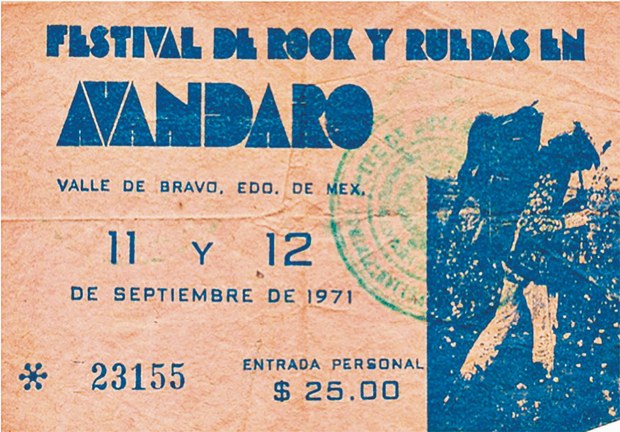 FESTIVAL DE ROCK Y RUEDAS EN
AVANDARO
VALLE DE BRAVO, EDO. DE MEX.
11 Y 12
DE SEPTIEMBRE DE 1971
* 23155
ENTRADA PERSONAL
$ 25.00